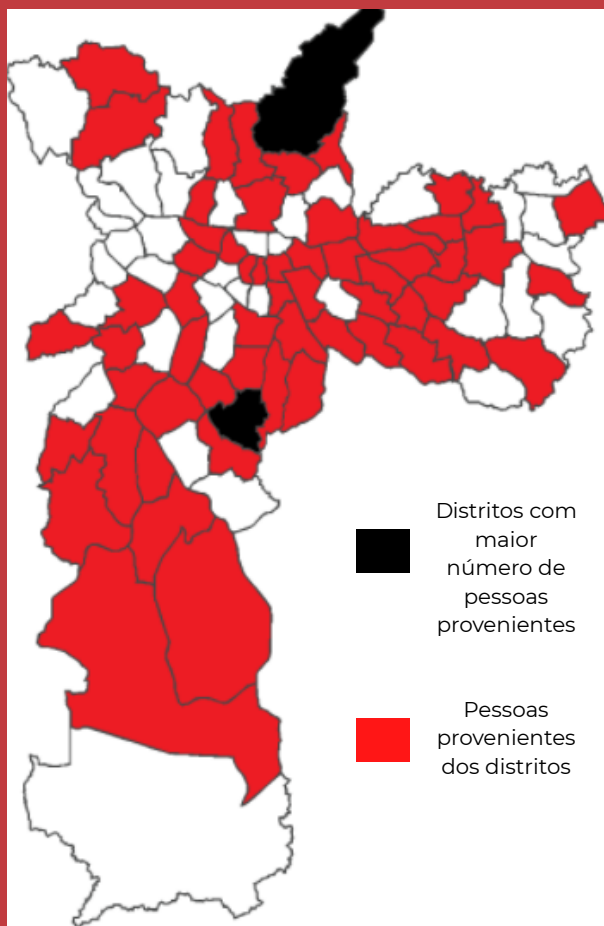 Distritos com
maior
número de
pessoas
provenientes
Pessoas
provenientes
dos distritos